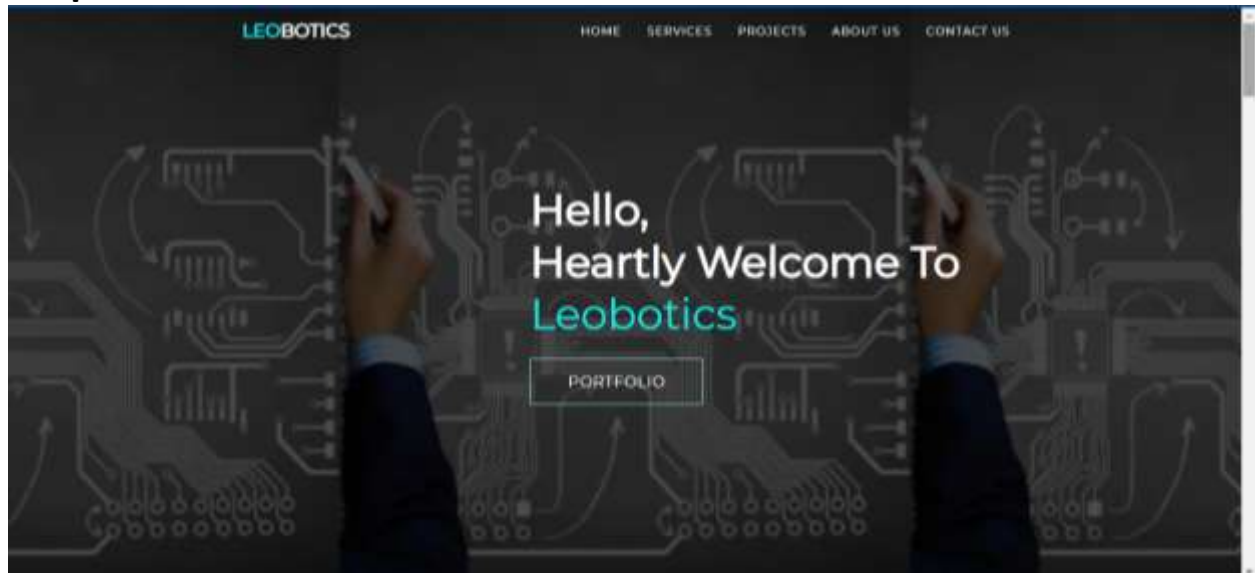 LEOBOTICS
HOME SERVICES PROJECTS ABOUT US CONTACT US
Hello,
Heartly Welcome To
Leobotics
PORTFOLIO